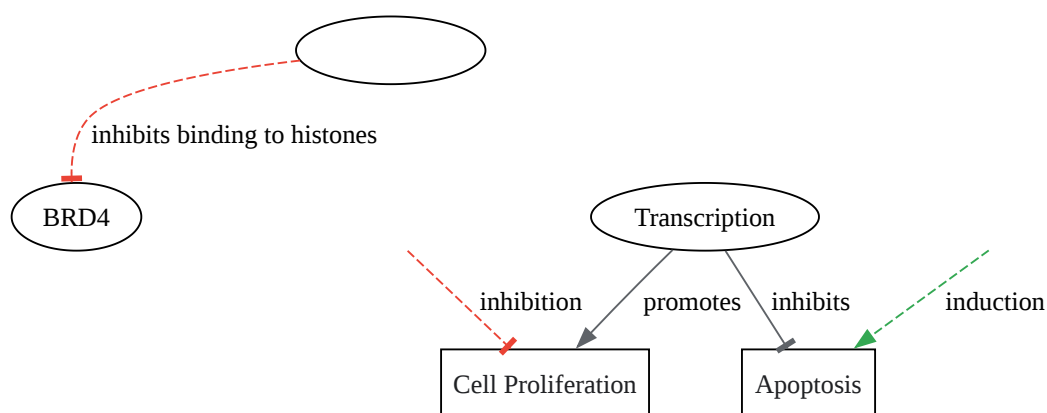 inhibits binding to histones
BRD4
Transcription
inhibition
promotes
inhibits
induction
Cell Proliferation
Apoptosis